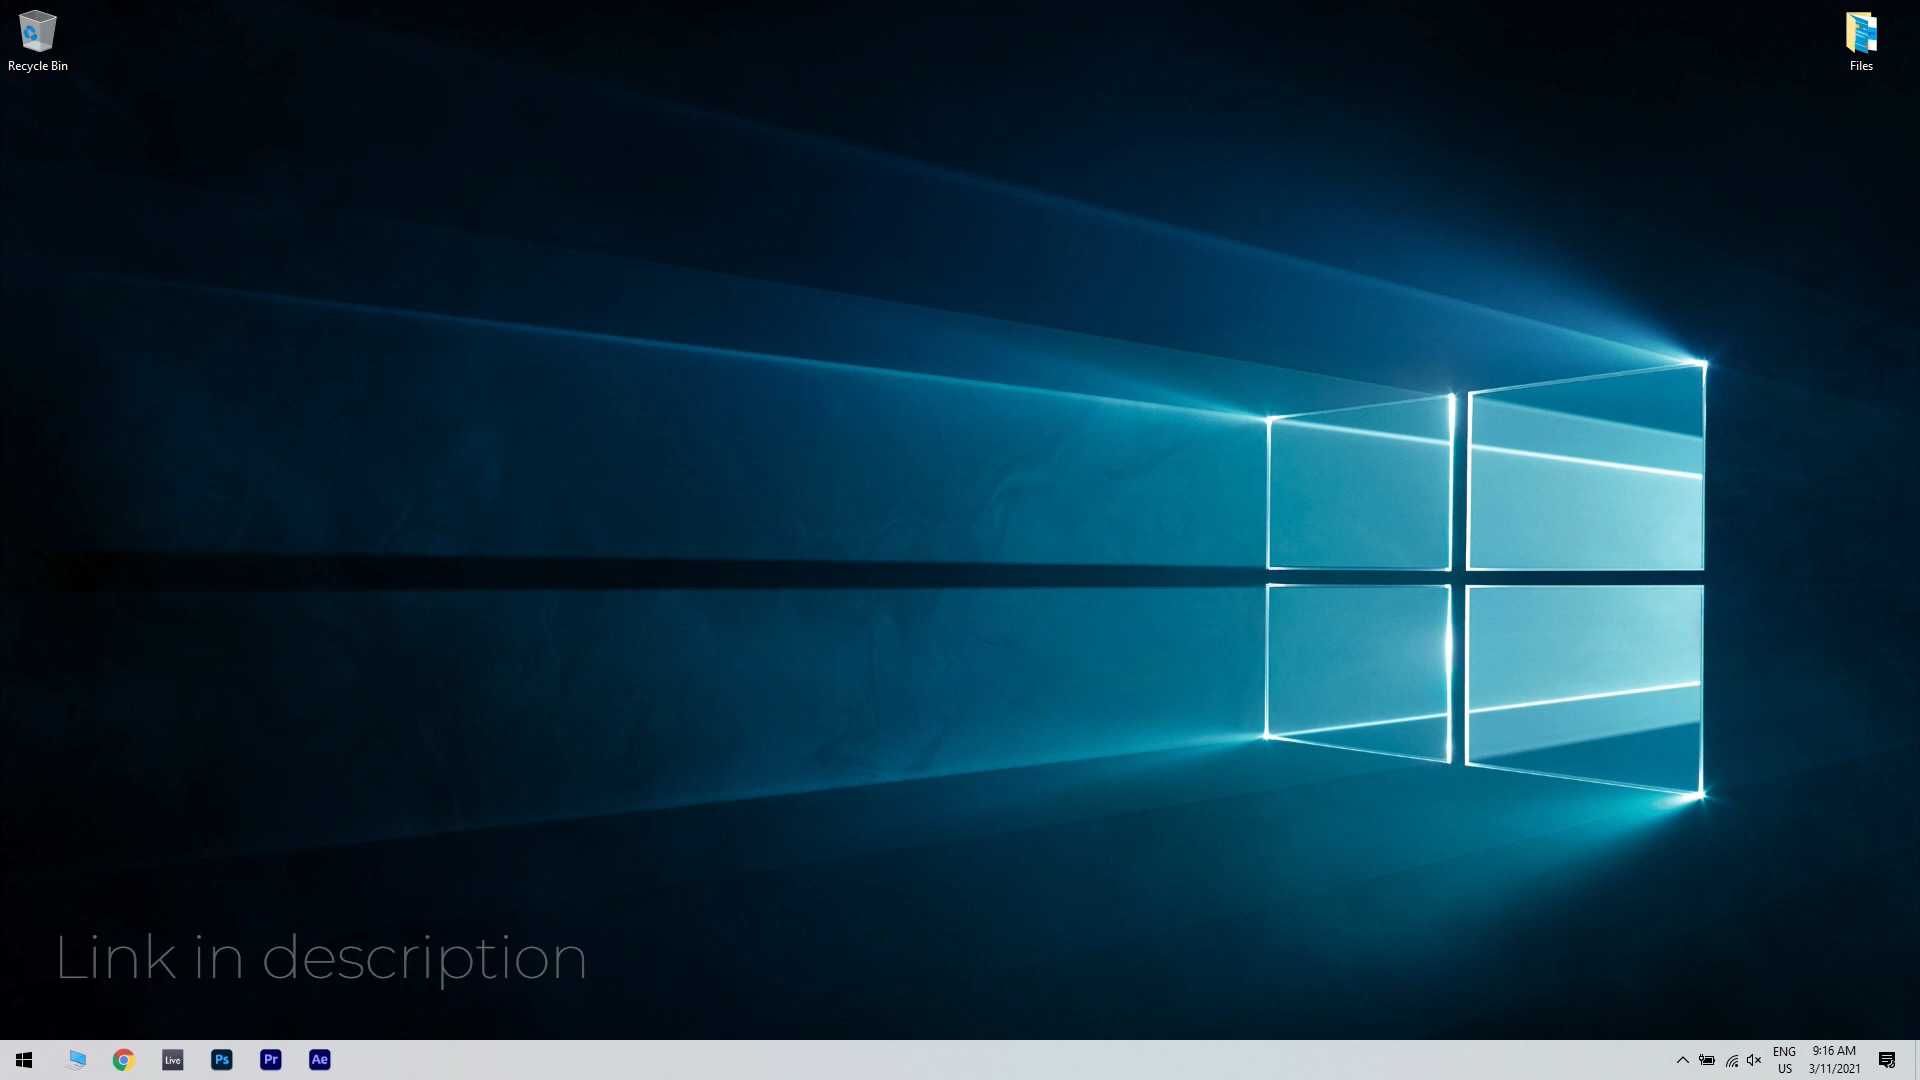 Recycle Bin
Files
Link in description
Live
Ps
Pr
Ae
ENG
US
9:16 AM
3/11/2021